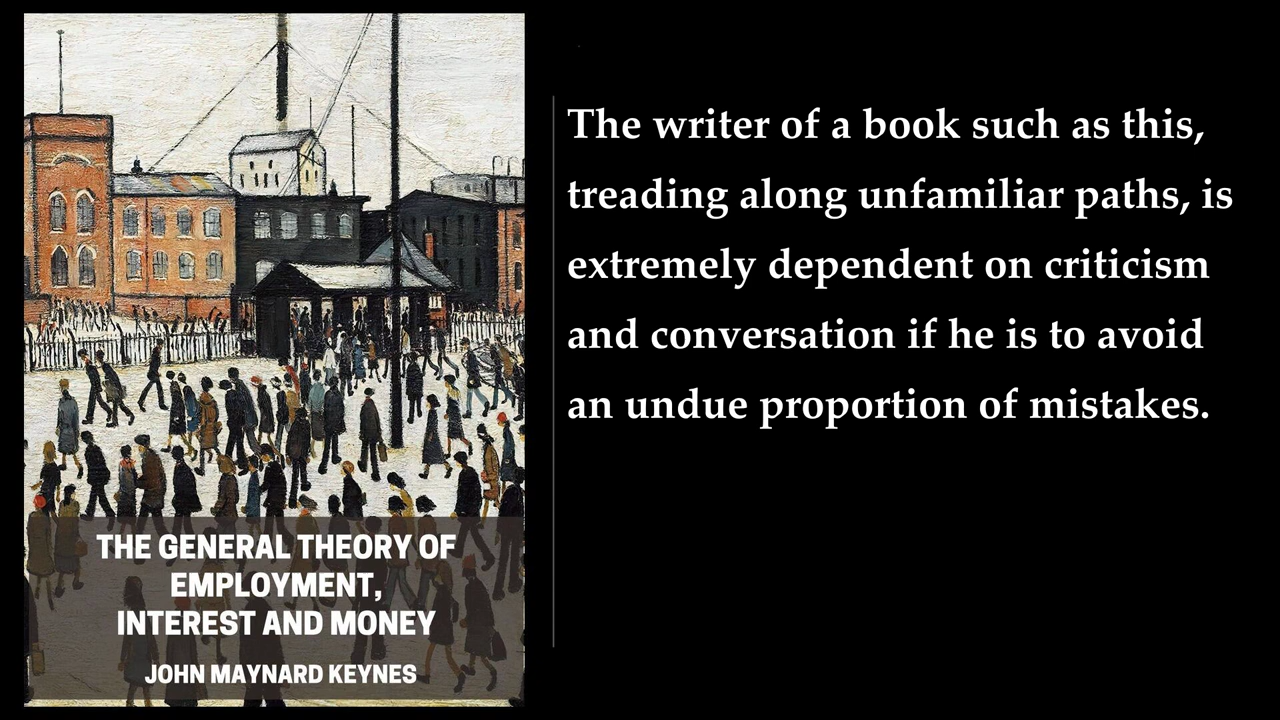 THE GENERAL THEORY OF
EMPLOYMENT,
INTEREST AND MONEY
JOHN MAYNARD KEYNES
The writer of a book such as this,
treading along unfamiliar paths, is
extremely dependent on criticism
and conversation if he is to avoid
an undue proportion of mistakes.